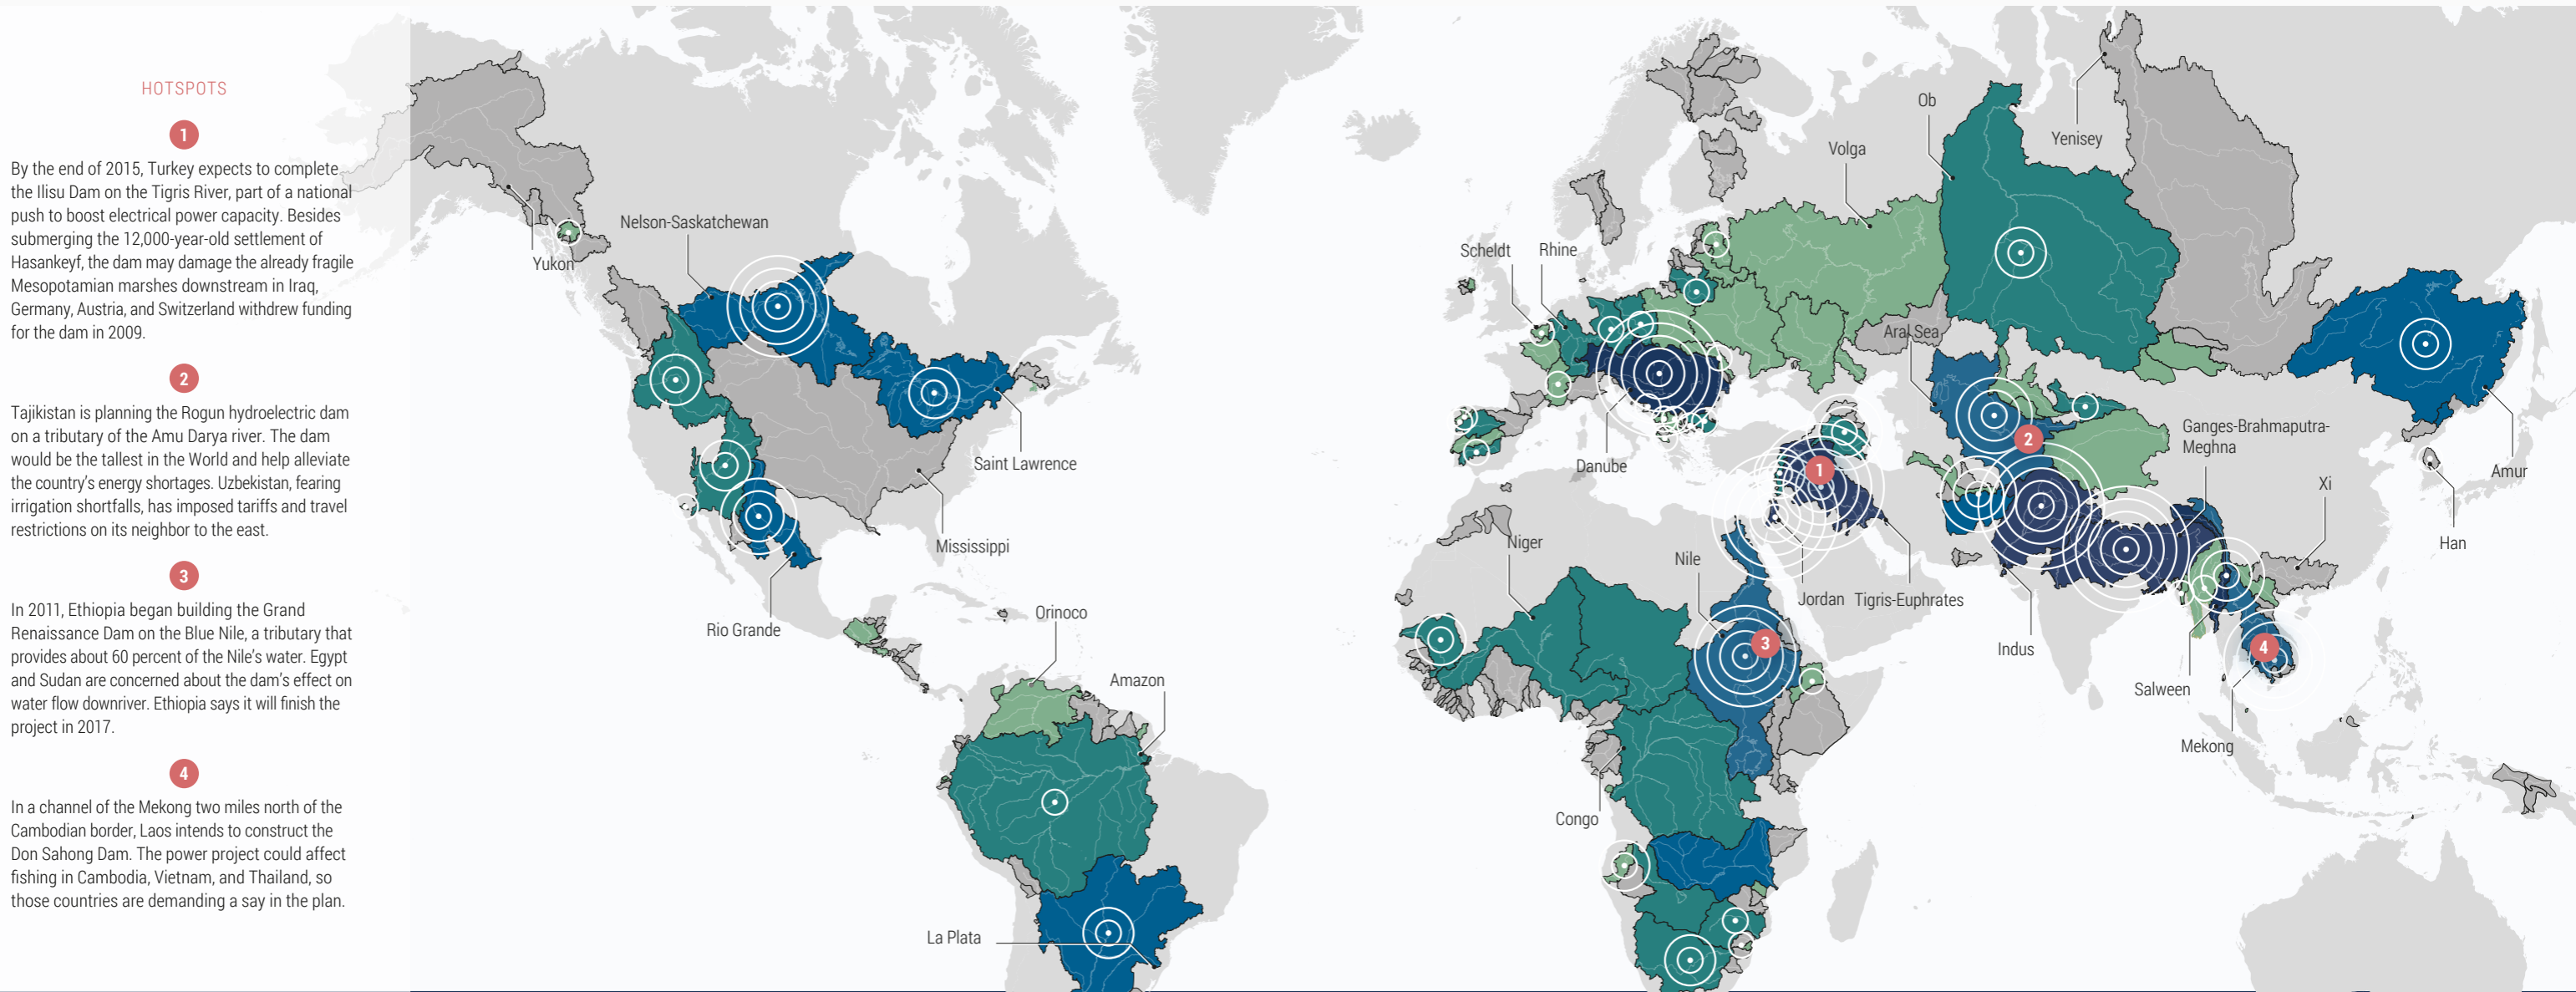 HOTSPOTS
1
By the end of 2015, Turkey expects to complete
the Ilisu Dam on the Tigris River, part of a national
push to boost electrical power capacity. Besides
submerging the 12,000-year-old settlement of
Hasankeyf, the dam may damage the already fragile
Mesopotamian marshes downstream in Iraq,
Germany, Austria, and Switzerland withdrew funding
for the dam in 2009.
2
Tajikistan is planning the Rogun hydroelectric dam
on a tributary of the Amu Darya river. The dam
would be the tallest in the World and help alleviate
the country's energy shortages. Uzbekistan, fearing
irrigation shortfalls, has imposed tariffs and travel
restrictions on its neighbor to the east.
3
In 2011, Ethiopia began building the Grand
Renaissance Dam on the Blue Nile, a tributary that
provides about 60 percent of the Nile's water. Egypt
and Sudan are concerned about the dam's effect on
water flow downriver. Ethiopia says it will finish the
project in 2017.
4
In a channel of the Mekong two miles north of the
Cambodian border, Laos intends to construct the
Don Sahong Dam. The power project could affect
fishing in Cambodia, Vietnam, and Thailand, so
those countries are demanding a say in the plan.
Yukon
Nelson-Saskatchewan
Saint Lawrence
Mississippi
Rio Grande
Orinoco
Amazon
La Plata
Scheldt
Rhine
Volga
Ob
Yenisey
Aral Sea
Danube
Ganges-Brahmaputra-
Meghna
Xi
Amur
Han
Niger
Nile
Jordan
Tigris-Euphrates
Indus
Salween
Mekong
Congo
1
2
3
4